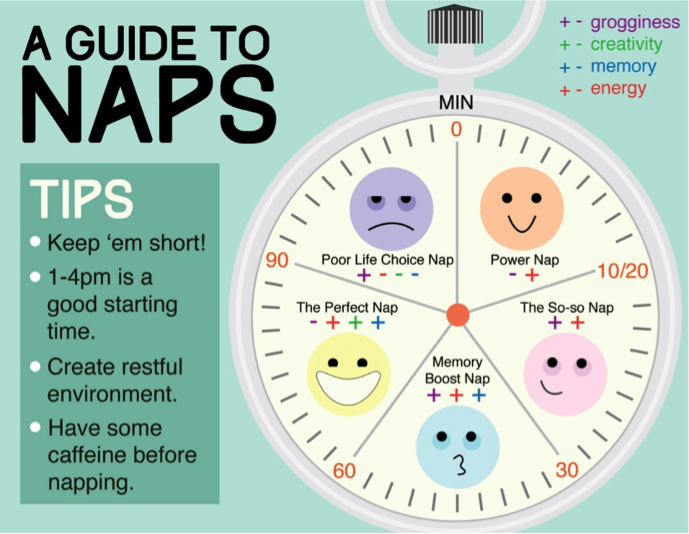 A GUIDE TO
NAPS
+ - grogginess
+ - creativity
+ - memory
+ - energy
TIPS
Keep ‘em short!
1-4pm is a
good starting
time.
Create restful
environment.
Have some
caffeine before
napping.
MIN
0
Power Nap
- +
10/20
The So-so Nap
+ +
30
Memory
Boost Nap
+ + +
60
The Perfect Nap
- + + +
90
Poor Life Choice Nap
+ - - -